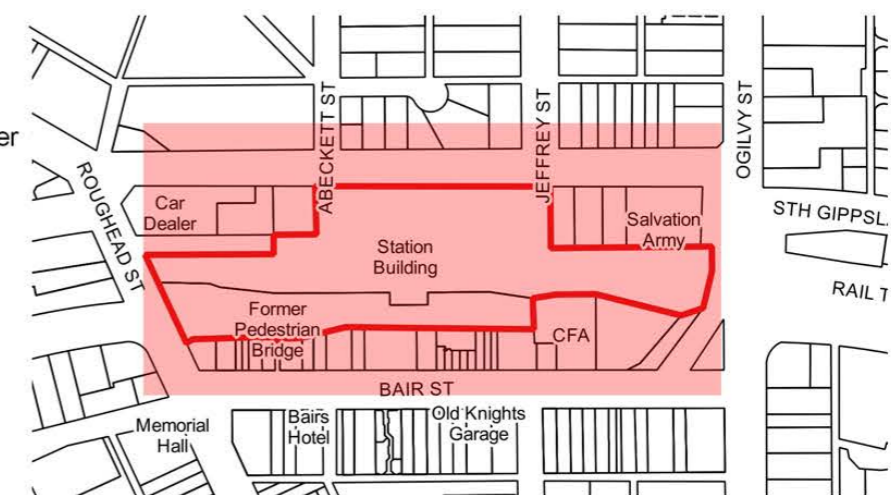 er
ABECKETT ST
JEFFREY ST
OGILVY ST
ROUGHEAD ST
Car
Dealer
Salvation
Army
STH GIPPSL
Station
Building
RAIL T
Former
Pedestrian
Bridge
CFA
BAIR ST
Memorial
Hall
Bairs
Hotel
Old Knights
Garage